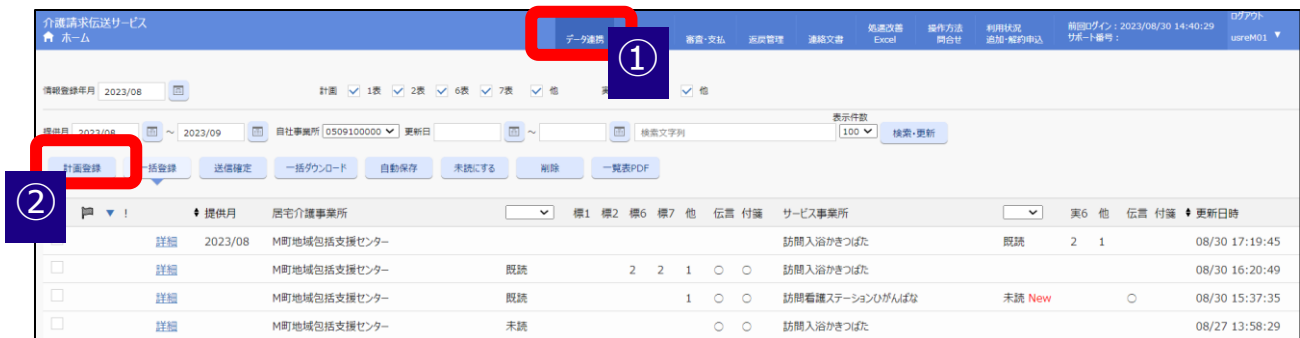 介護請求伝送サービス
ホーム
データ連携
審査・支払
返戻管理
連絡文書
処遇改善
Excel
操作方法
問合せ
利用状況
追加・解約申込
前回ログイン：2023/08/30 14:40:29
サポート番号：
ログアウト
usreM01 ▼
①
情報登録年月 2023/08 計画 1表 2表 6表 7表 他 他
提供月 2023/08 ～ 2023/09 自社事業所 0509100000 更新日 ～ 検索文字列 表示件数 100 検索・更新
計画登録 一括登録 送信確定 一括ダウンロード 自動保存 未読にする 削除 一覧表PDF
②
▼ ! 提供月 居宅介護事業所 標1 標2 標6 標7 他 伝言 付箋 サービス事業所 実6 他 伝言 付箋 更新日時
詳細 2023/08 M町地域包括支援センター 訪問入浴かきつばた 既読 2 1 08/30 17:19:45
詳細 M町地域包括支援センター 既読 2 2 1 ○ ○ 訪問入浴かきつばた 08/30 16:20:49
詳細 M町地域包括支援センター 既読 1 ○ ○ 訪問看護ステーションひがんばな 未読 New ○ 08/30 15:37:35
詳細 M町地域包括支援センター 未読 ○ ○ 訪問入浴かきつばた 08/27 13:58:29